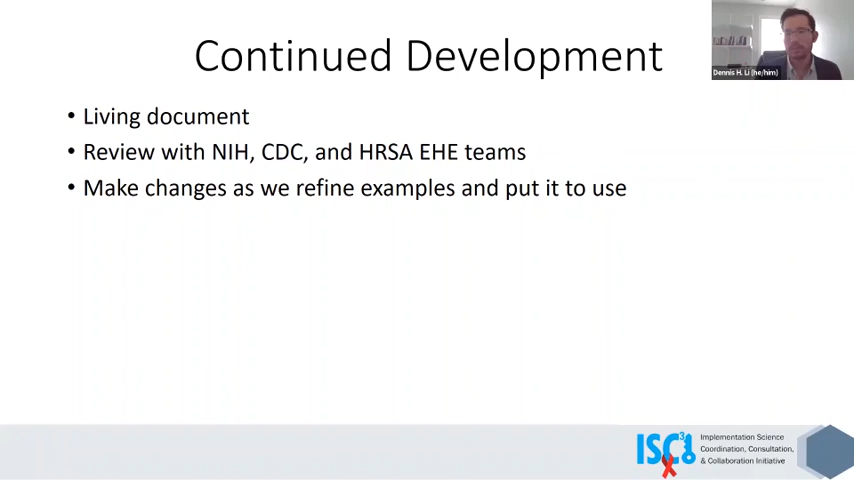 Continued Development
Dennis H. Li (he/him)
• Living document
• Review with NIH, CDC, and HRSA EHE teams
• Make changes as we refine examples and put it to use
ISC3I
Implementation Science
Coordination, Consultation,
& Collaboration Initiative